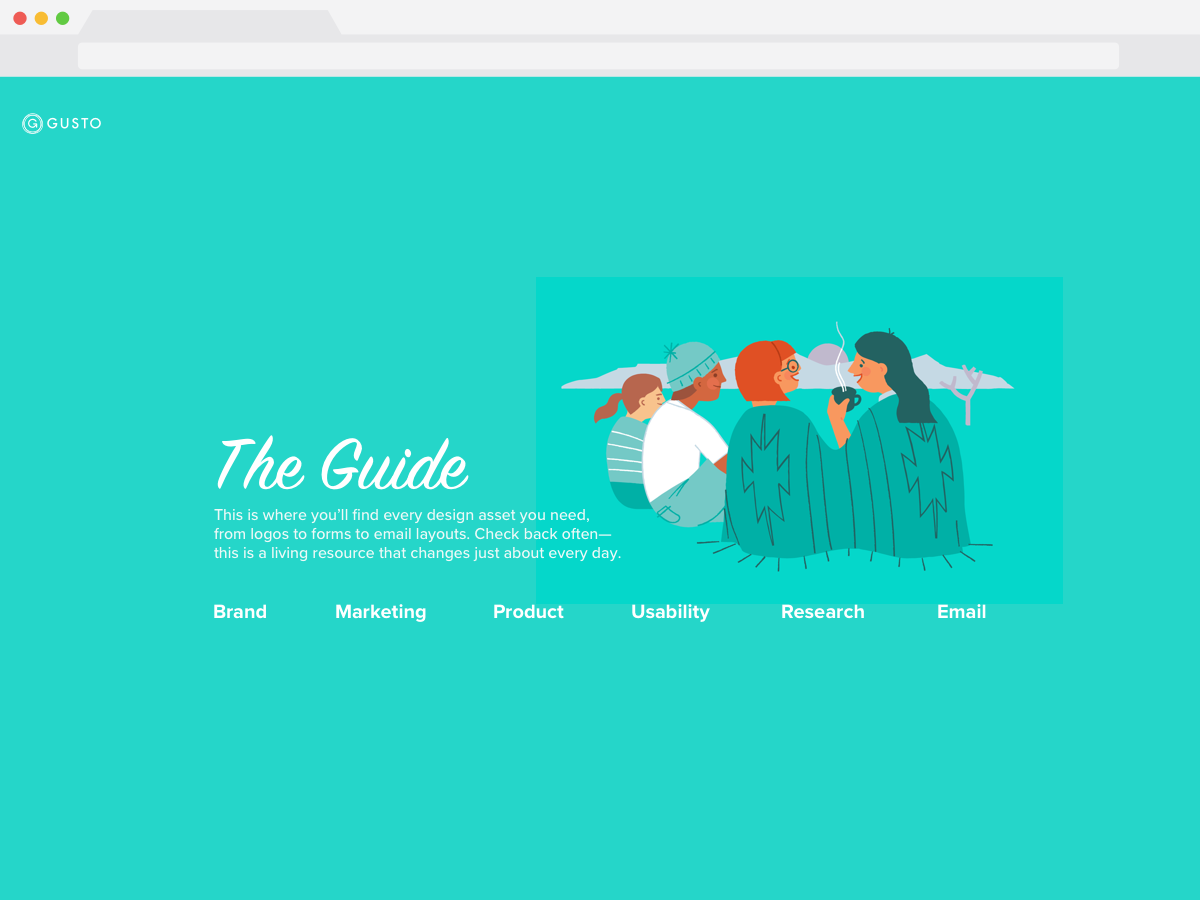 G GUSTO
The Guide
This is where you’ll find every design asset you need,
from logos to forms to email layouts. Check back often—
this is a living resource that changes just about every day.
Brand Marketing Product Usability Research Email